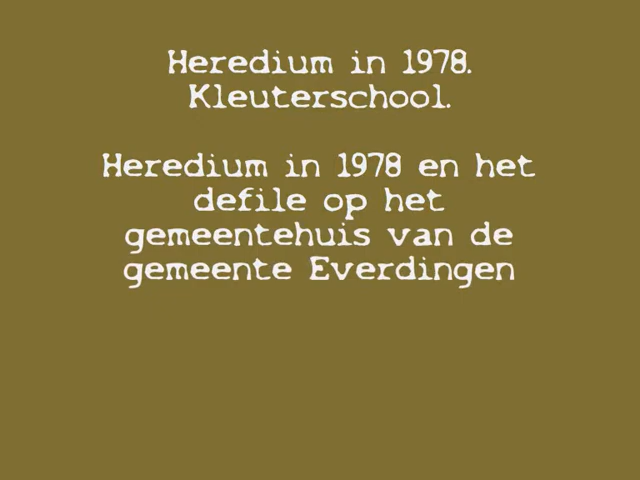 Heredium in 1978.
Kleuterschool.
Heredium in 1978 en het
defile op het
gemeentehuis van de
gemeente Everdingen